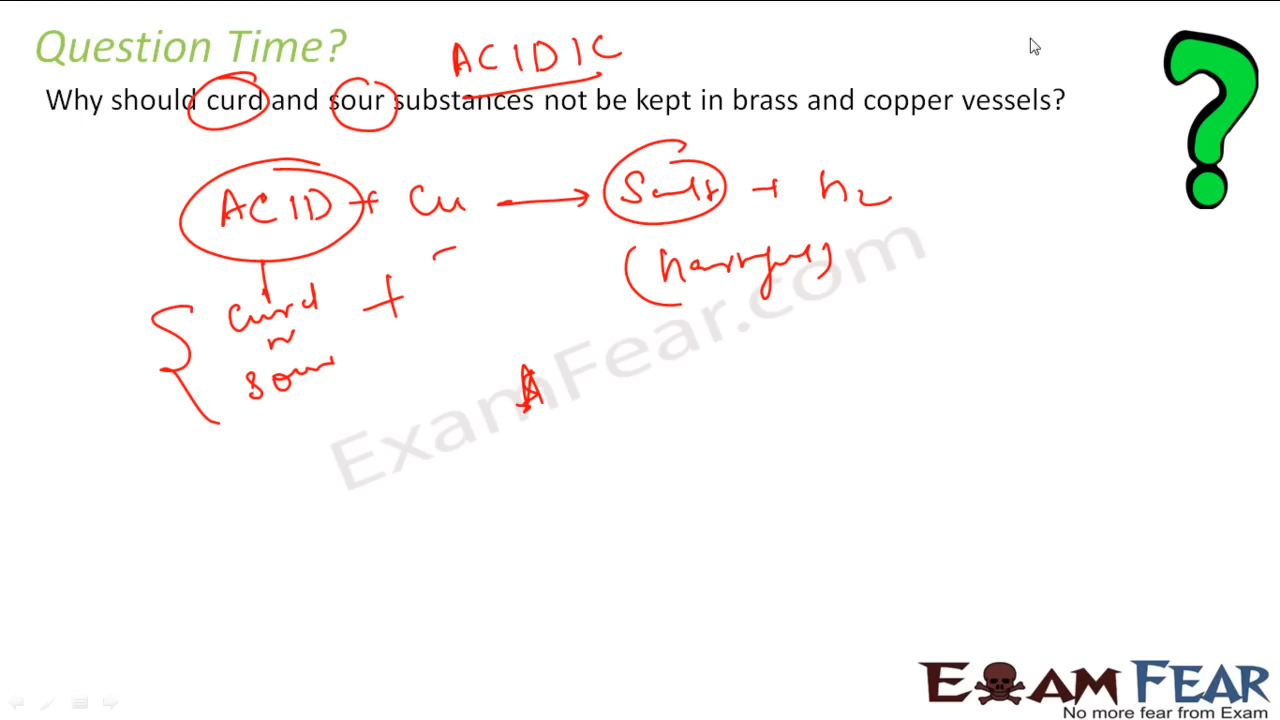 Question Time?
ACIDIC
Why should curd and sour substances not be kept in brass and copper vessels?
ACID + Cu → Salt + h2
(harmful)
curd +
sour
ExamFear.com
EXAM FEAR
No more fear from Exam